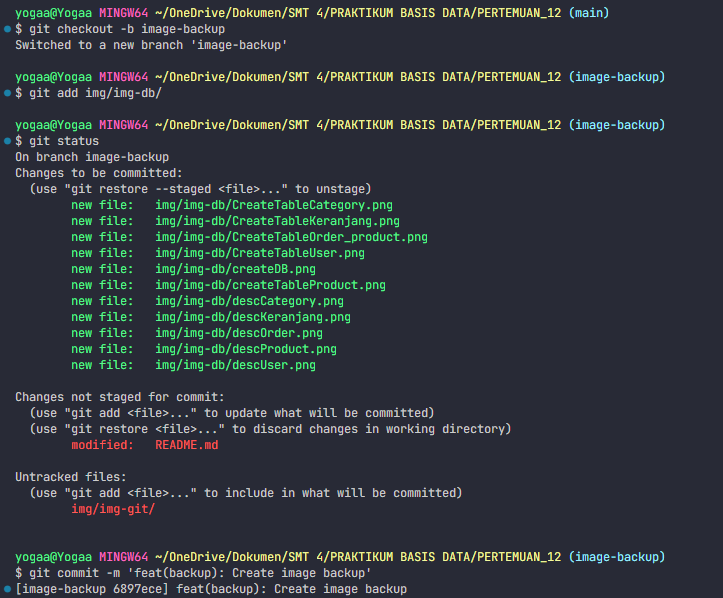 yogaa@Yogaa MINGW64 ~/OneDrive/Dokumen/SMT 4/PRAKTIKUM BASIS DATA/PERTEMUAN_12 (main)
$ git checkout -b image-backup
Switched to a new branch 'image-backup'
yogaa@Yogaa MINGW64 ~/OneDrive/Dokumen/SMT 4/PRAKTIKUM BASIS DATA/PERTEMUAN_12 (image-backup)
$ git add img/img-db/
yogaa@Yogaa MINGW64 ~/OneDrive/Dokumen/SMT 4/PRAKTIKUM BASIS DATA/PERTEMUAN_12 (image-backup)
$ git status
On branch image-backup
Changes to be committed:
(use "git restore --staged <file>..." to unstage)
new file: img/img-db/CreateTableCategory.png
new file: img/img-db/CreateTableKeranjang.png
new file: img/img-db/CreateTableOrder_product.png
new file: img/img-db/CreateTableUser.png
new file: img/img-db/createDB.png
new file: img/img-db/createTableProduct.png
new file: img/img-db/descCategory.png
new file: img/img-db/descKeranjang.png
new file: img/img-db/descOrder.png
new file: img/img-db/descProduct.png
new file: img/img-db/descUser.png
Changes not staged for commit:
(use "git add <file>..." to update what will be committed)
(use "git restore <file>..." to discard changes in working directory)
modified: README.md
Untracked files:
(use "git add <file>..." to include in what will be committed)
img/img-git/
yogaa@Yogaa MINGW64 ~/OneDrive/Dokumen/SMT 4/PRAKTIKUM BASIS DATA/PERTEMUAN_12 (image-backup)
$ git commit -m 'feat(backup): Create image backup'
[image-backup 6897ece] feat(backup): Create image backup